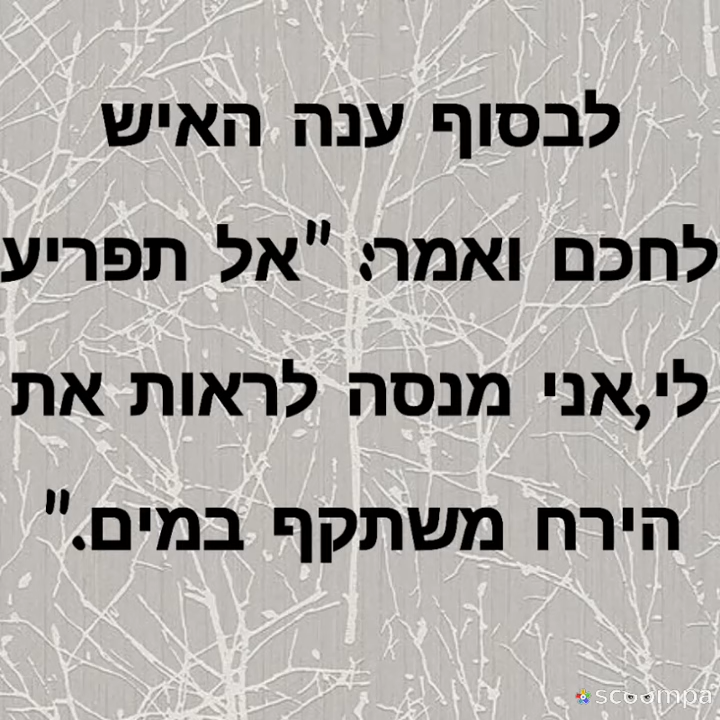 לבסוף ענה האיש
לחכם ואמר: "אל תפריע
לי,אני מנסה לראות את
הירח משתקף במים."
scoompa